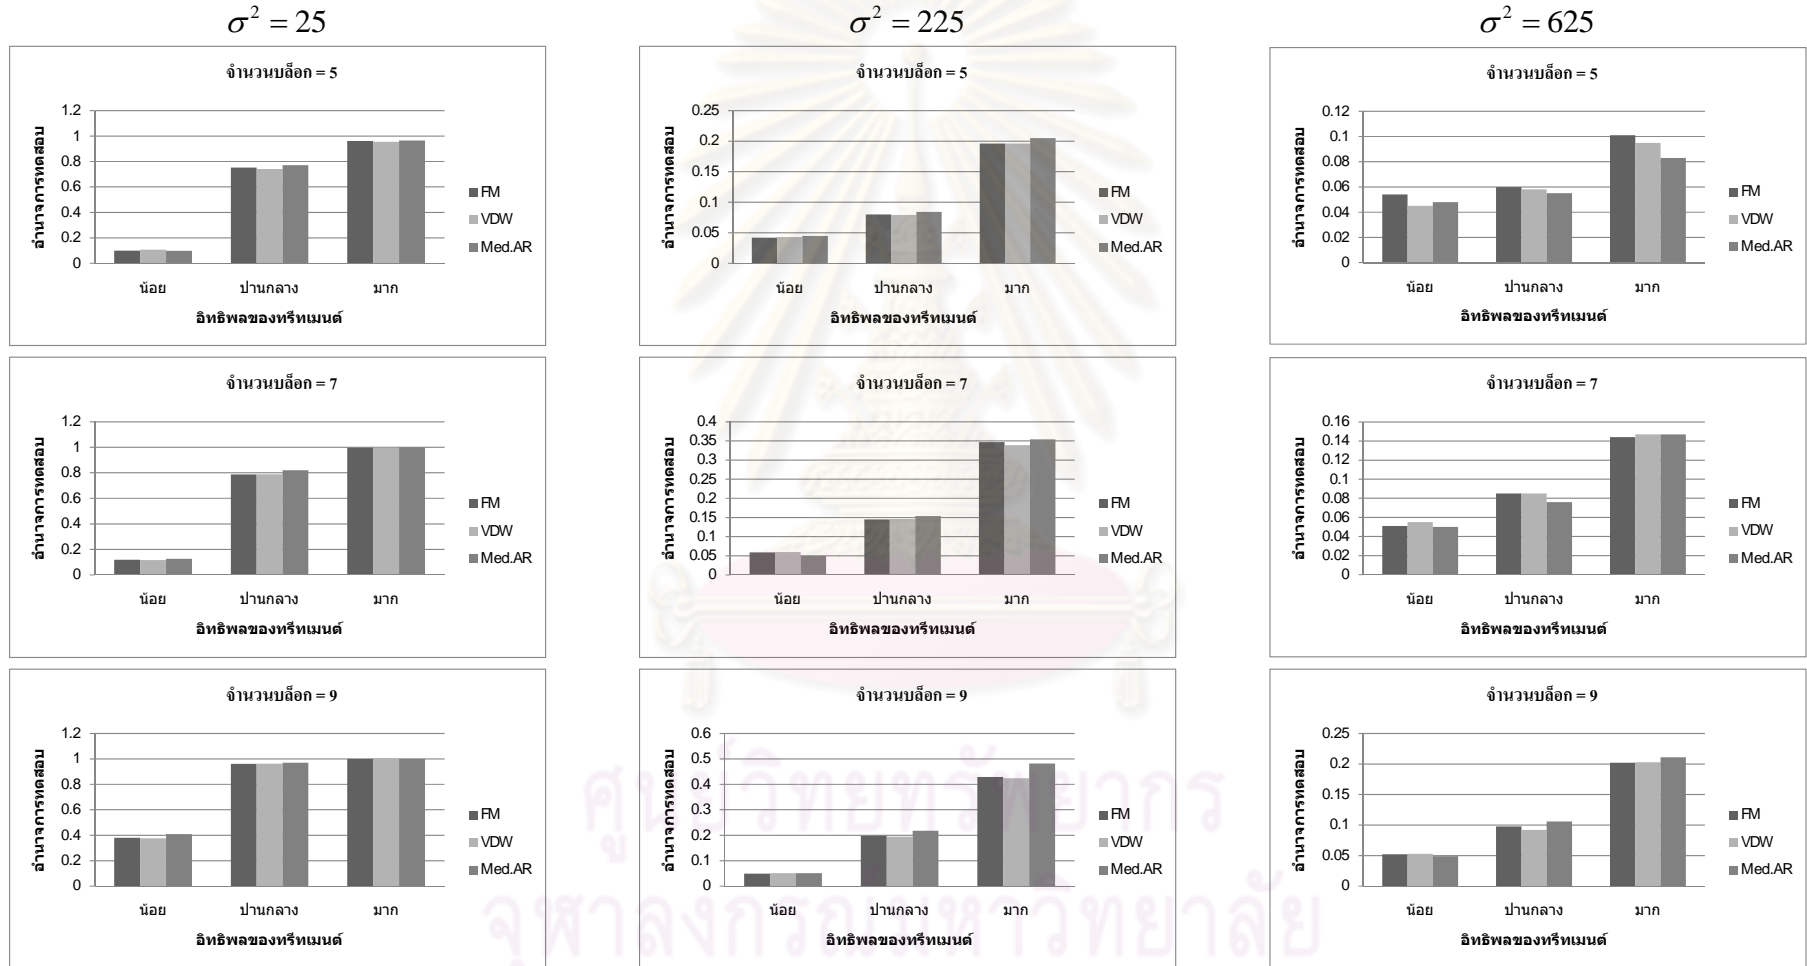 σ² = 25
σ² = 225
σ² = 625
จำนวนบล็อก = 5
1.2
1
0.8
0.6
0.4
0.2
0
อำนาจการทดสอบ
น้อย ปานกลาง มาก
อิทธิพลของทรีทเมนต์
FM
VDW
Med.AR
จำนวนบล็อก = 5
0.25
0.2
0.15
0.1
0.05
0
อำนาจการทดสอบ
น้อย ปานกลาง มาก
อิทธิพลของทรีทเมนต์
FM
VDW
Med.AR
จำนวนบล็อก = 5
0.12
0.1
0.08
0.06
0.04
0.02
0
อำนาจการทดสอบ
น้อย ปานกลาง มาก
อิทธิพลของทรีทเมนต์
FM
VDW
Med.AR
จำนวนบล็อก = 7
1.2
1
0.8
0.6
0.4
0.2
0
อำนาจการทดสอบ
น้อย ปานกลาง มาก
อิทธิพลของทรีทเมนต์
FM
VDW
Med.AR
จำนวนบล็อก = 7
0.4
0.35
0.3
0.25
0.2
0.15
0.1
0.05
0
อำนาจการทดสอบ
น้อย ปานกลาง มาก
อิทธิพลของทรีทเมนต์
FM
VDW
Med.AR
จำนวนบล็อก = 7
0.16
0.14
0.12
0.1
0.08
0.06
0.04
0.02
0
อำนาจการทดสอบ
น้อย ปานกลาง มาก
อิทธิพลของทรีทเมนต์
FM
VDW
Med.AR
จำนวนบล็อก = 9
1.2
1
0.8
0.6
0.4
0.2
0
อำนาจการทดสอบ
น้อย ปานกลาง มาก
อิทธิพลของทรีทเมนต์
FM
VDW
Med.AR
จำนวนบล็อก = 9
0.6
0.5
0.4
0.3
0.2
0.1
0
อำนาจการทดสอบ
น้อย ปานกลาง มาก
อิทธิพลของทรีทเมนต์
FM
VDW
Med.AR
จำนวนบล็อก = 9
0.25
0.2
0.15
0.1
0.05
0
อำนาจการทดสอบ
น้อย ปานกลาง มาก
อิทธิพลของทรีทเมนต์
FM
VDW
Med.AR
ศูนย์วิทยทรัพยากร
จุฬาลงกรณ์มหาวิทยาลัย